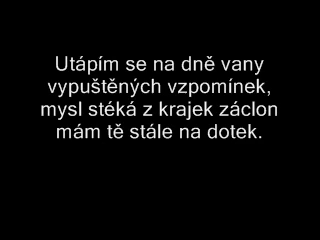 Utápím se na dně vany
vypuštěných vzpomínek,
mysl stéká z krajek záclon
mám tě stále na dotek.